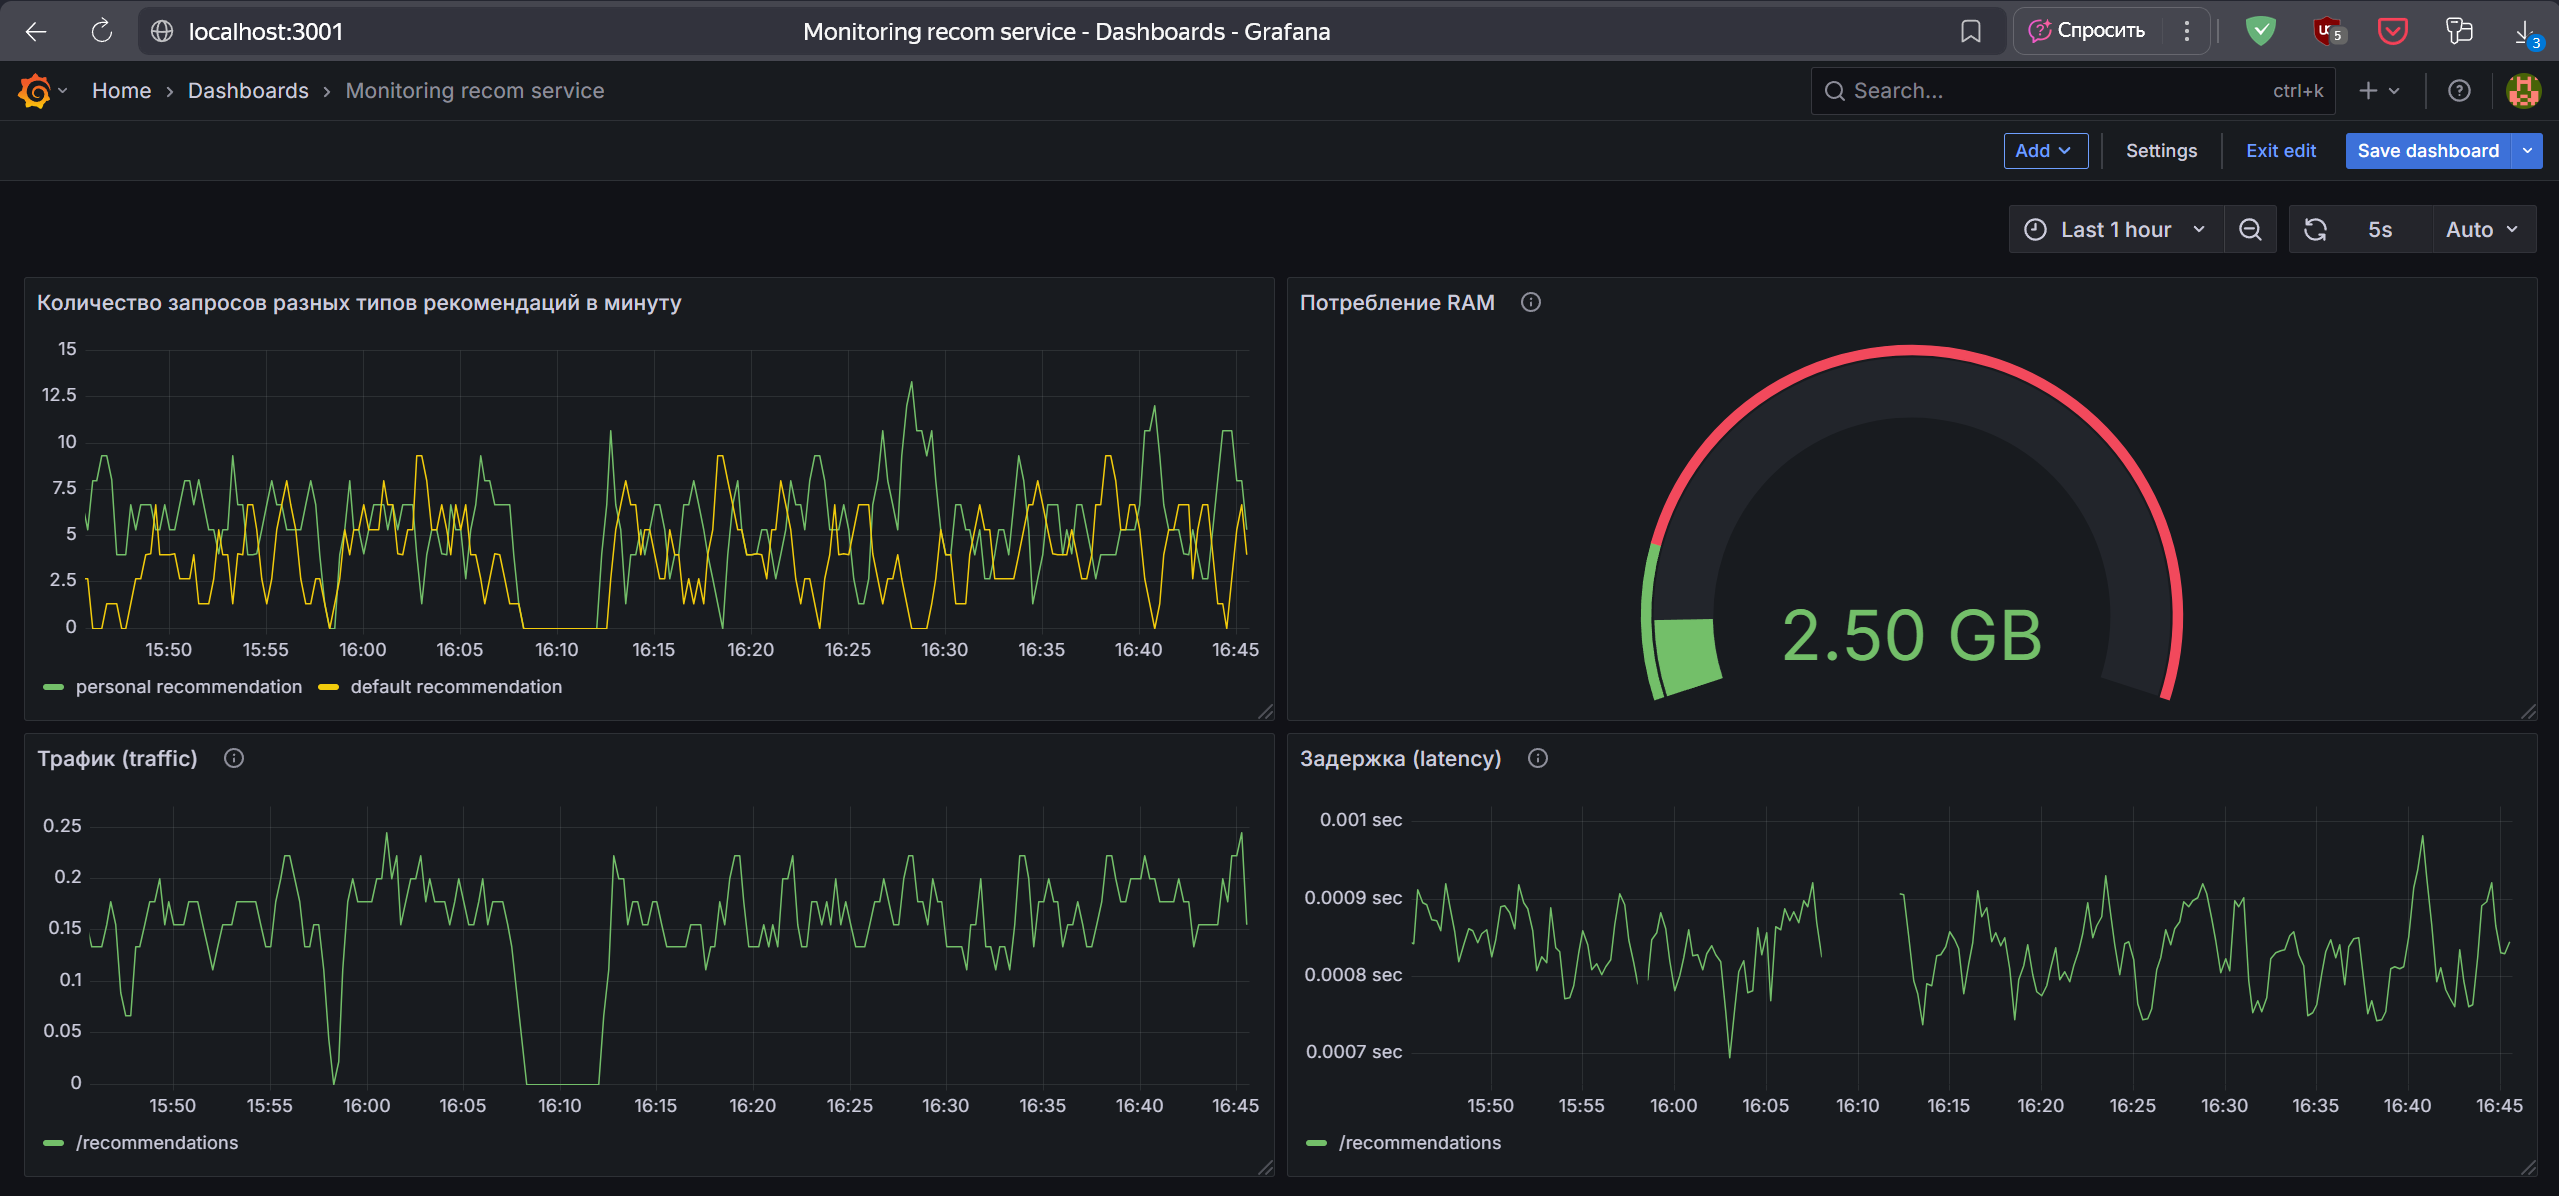 localhost:3001
Monitoring recom service - Dashboards - Grafana
Спросить
5
3
Home › Dashboards › Monitoring recom service
Search... ctrl+k
Add
Settings
Exit edit
Save dashboard
Last 1 hour
5s
Auto
Количество запросов разных типов рекомендаций в минуту
15
12.5
10
7.5
5
2.5
0
15:50 15:55 16:00 16:05 16:10 16:15 16:20 16:25 16:30 16:35 16:40 16:45
personal recommendation default recommendation
Потребление RAM
2.50 GB
Трафик (traffic)
0.25
0.2
0.15
0.1
0.05
0
15:50 15:55 16:00 16:05 16:10 16:15 16:20 16:25 16:30 16:35 16:40 16:45
/recommendations
Задержка (latency)
0.001 sec
0.0009 sec
0.0008 sec
0.0007 sec
15:50 15:55 16:00 16:05 16:10 16:15 16:20 16:25 16:30 16:35 16:40 16:45
/recommendations